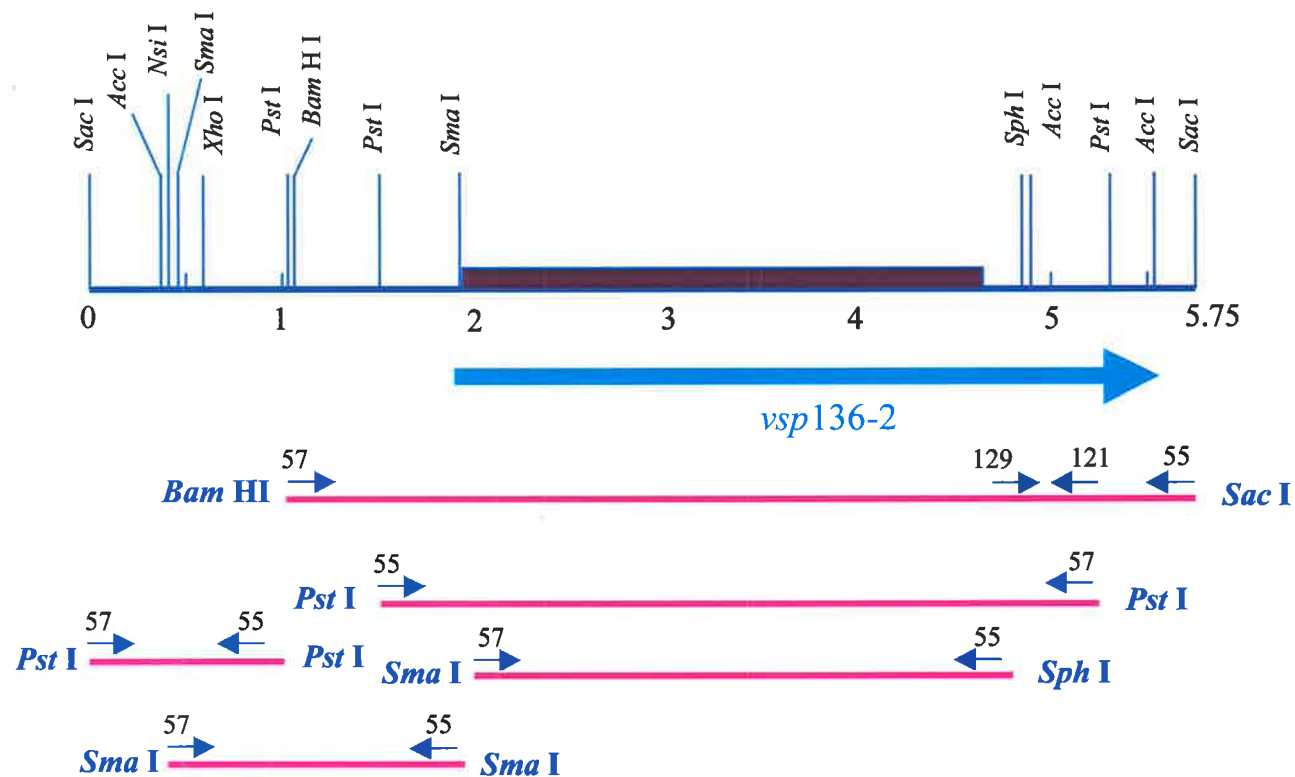 Sac I
Acc I
Nsi I
Sma I
Xho I
Pst I
Bam H I
Pst I
Sma I
Sph I
Acc I
Pst I
Acc I
Sac I
0 1 2 3 4 5 5.75
vsp136-2
57 129 121 55
Bam HI Sac I
55 57
Pst I Pst I
57 55
Pst I Pst I
57 55
Sma I Sph I
57 55
Sma I Sma I